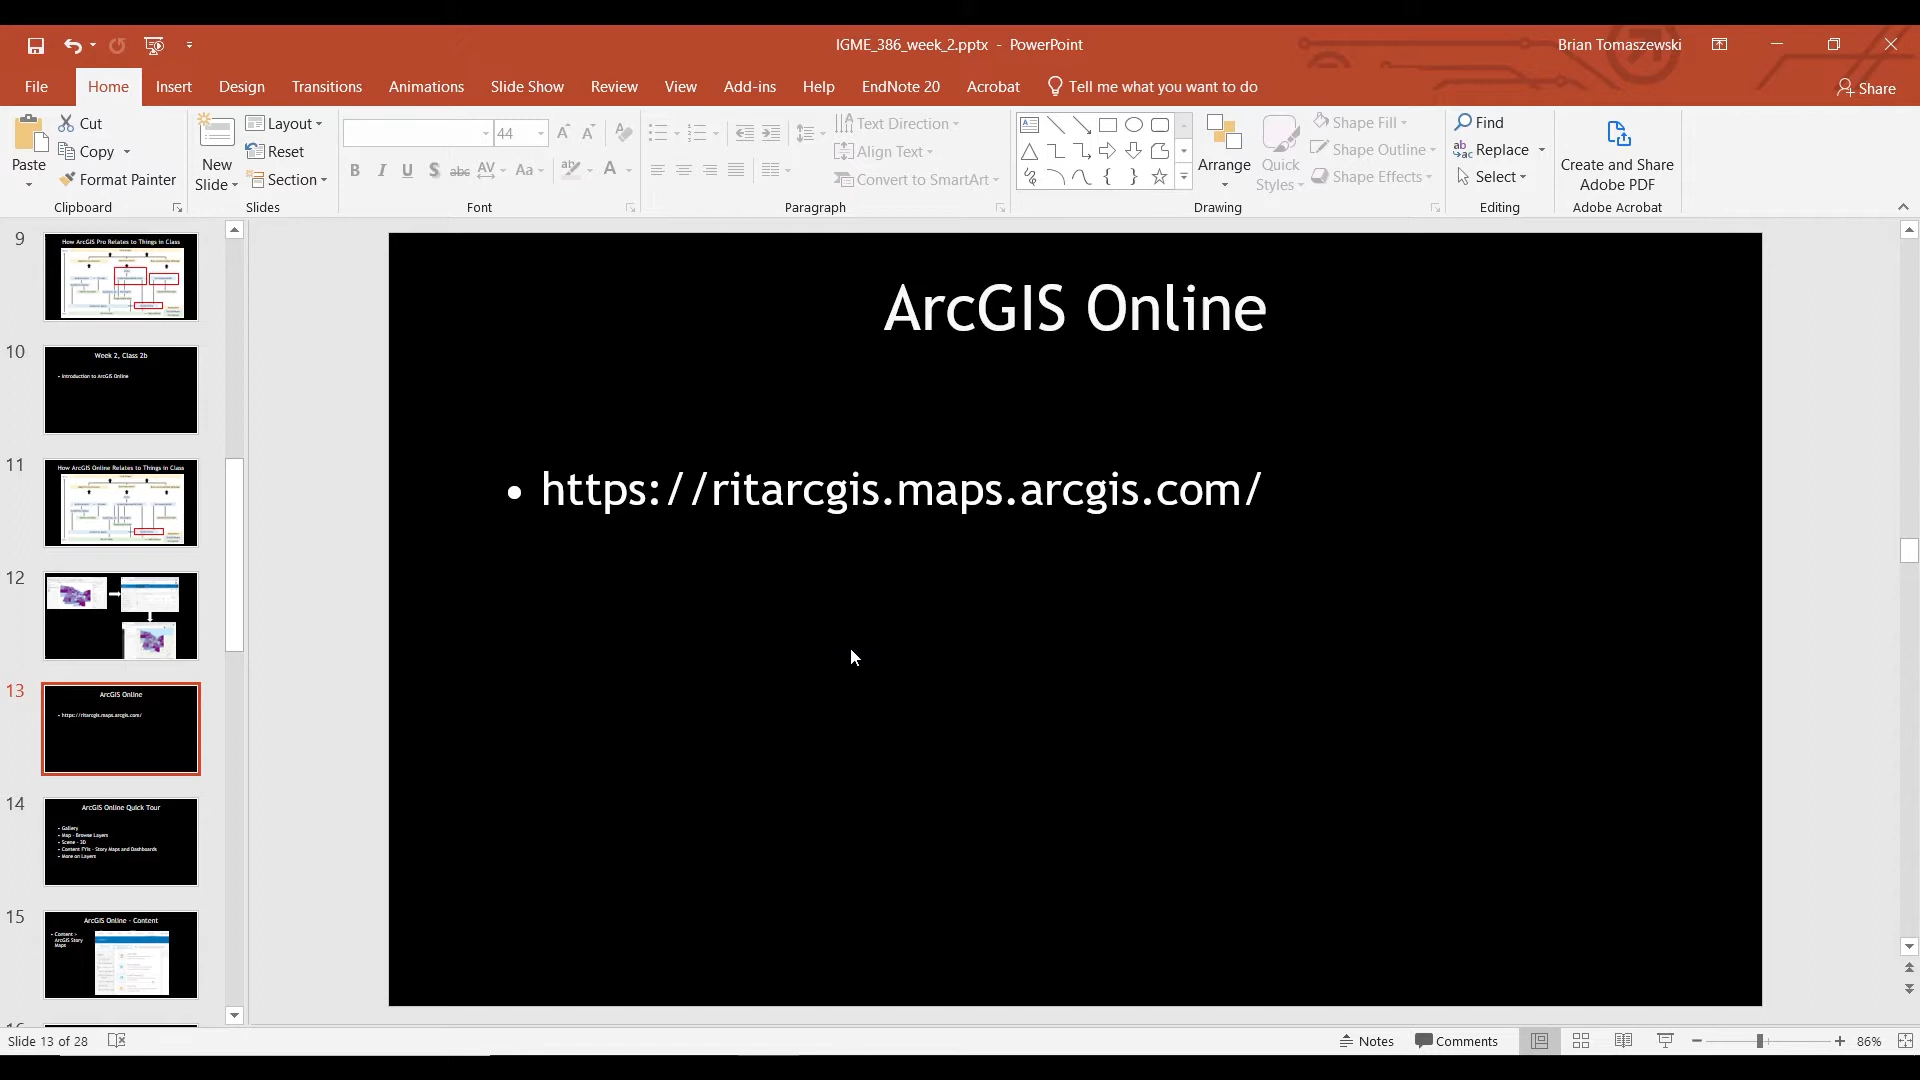 IGME_386_week_2.pptx - PowerPoint
Brian Tomaszewski
File Home Insert Design Transitions Animations Slide Show Review View Add-ins Help EndNote 20 Acrobat Tell me what you want to do
Share
Paste
Cut
Copy
Format Painter
Clipboard
New Slide
Layout
Reset
Section
Slides
44
Font
Text Direction
Align Text
Convert to SmartArt
Paragraph
Arrange
Quick Styles
Shape Fill
Shape Outline
Shape Effects
Drawing
Find
Replace
Select
Editing
Create and Share
Adobe PDF
Adobe Acrobat
9
How ArcGIS Pro Relates to Things in Class
10
Week 2, Class 2b
• Introduction to ArcGIS Online
11
How ArcGIS Online Relates to Things in Class
12
13
ArcGIS Online
• https://ritarcgis.maps.arcgis.com/
14
ArcGIS Online Quick Tour
• Gallery
• Map - Browse Layers
• Scene - 3D
• Content FYIs - Story Maps and Dashboards
• More on Layers
15
ArcGIS Online - Content
• Content >
ArcGIS Story
Maps
ArcGIS Online
• https://ritarcgis.maps.arcgis.com/
Slide 13 of 28
Notes
Comments
86%